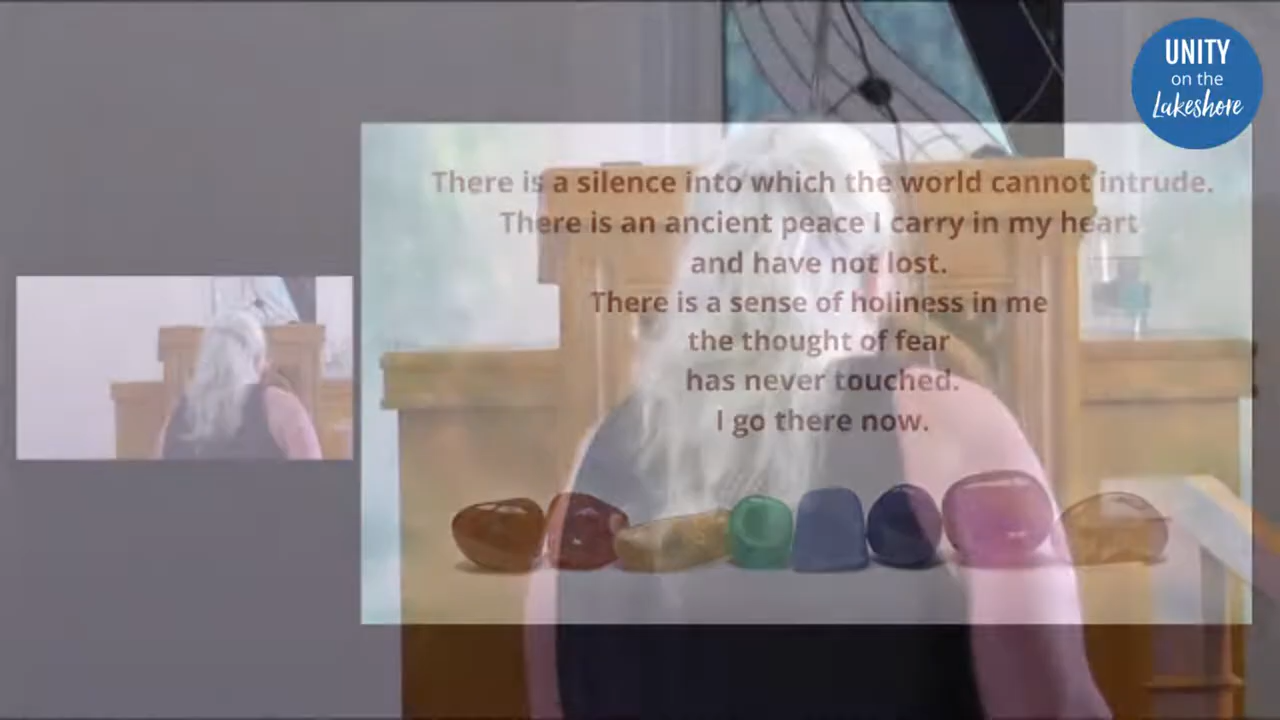 UNITY
on the
Lakeshore
There is a silence into which the world cannot intrude.
There is an ancient peace I carry in my heart
and have not lost.
There is a sense of holiness in me
the thought of fear
has never touched.
I go there now.